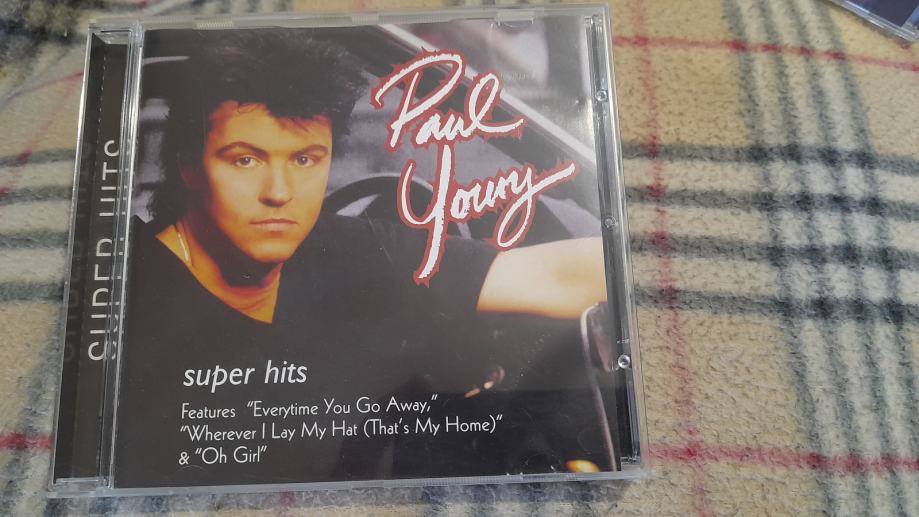 SUPER HITS
Paul
Young
super hits
Features "Everytime You Go Away,"
"Wherever I Lay My Hat (That's My Home)"
& "Oh Girl"